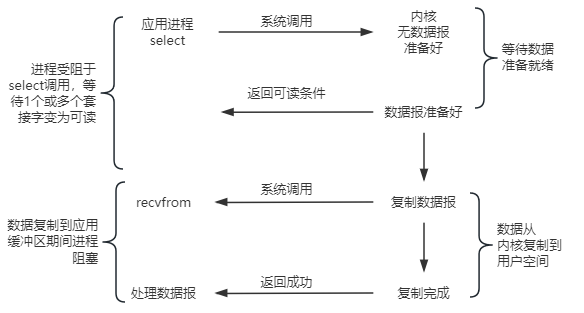 应用进程
select
系统调用
内核
无数据报
准备好
等待数据
准备就绪
进程受阻于
select调用，等
待1个或多个套
接字变为可读
返回可读条件
数据报准备好
recvfrom
系统调用
复制数据报
数据复制到应用
缓冲区期间进程
阻塞
数据从
内核复制到
用户空间
处理数据报
返回成功
复制完成